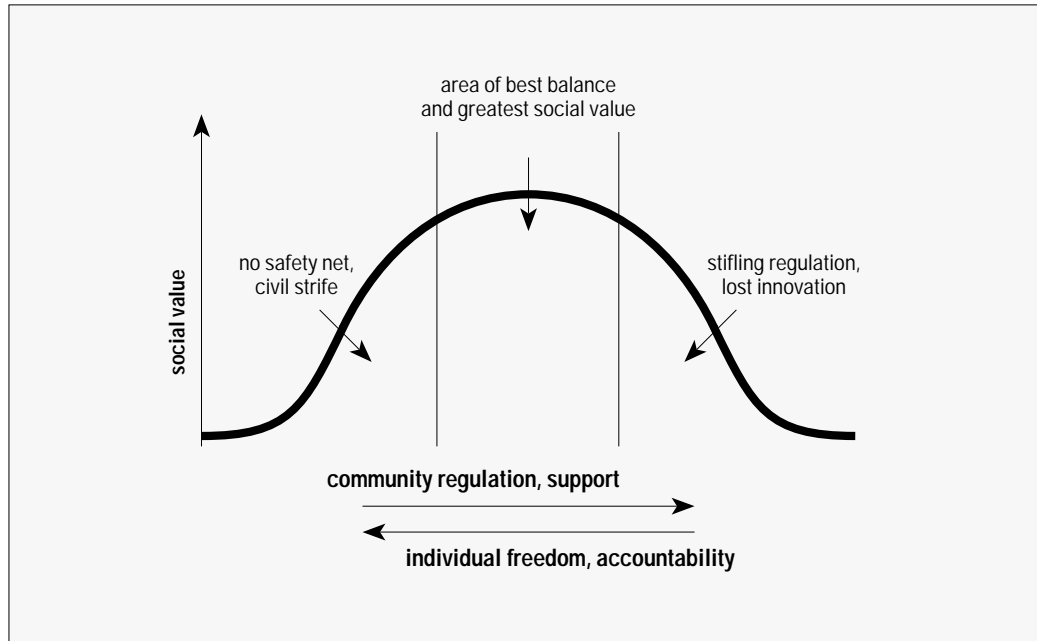 area of best balance
and greatest social value
no safety net,
civil strife
stifling regulation,
lost innovation
social value
community regulation, support
individual freedom, accountability